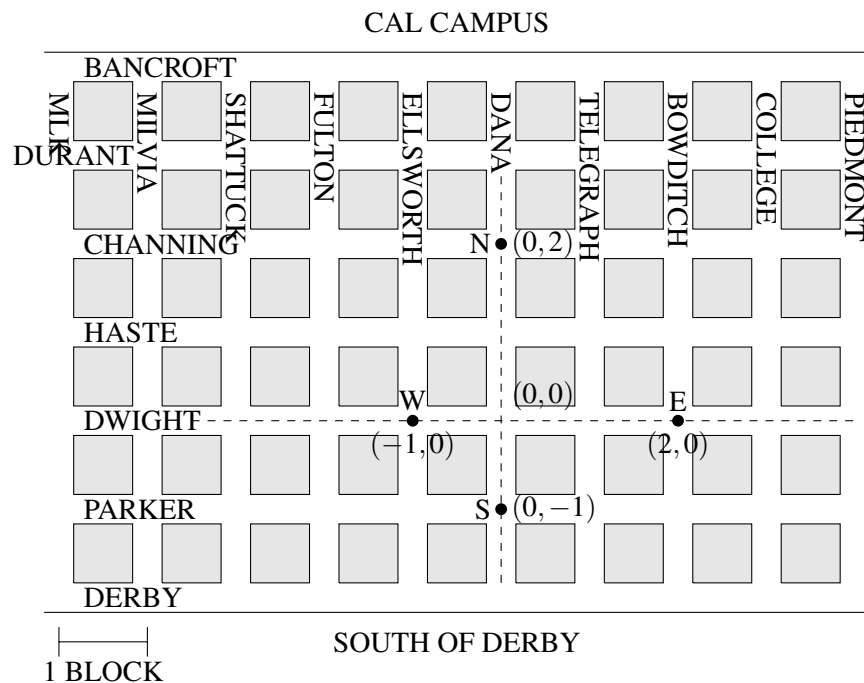 CAL CAMPUS
BANCROFT
MLK
MILVIA
SHATTUCK
FULTON
ELLSWORTH
DANA
TELEGRAPH
BOWDITCH
COLLEGE
PIEDMONT
DURANT
CHANNING
N (0,2)
HASTE
(0,0)
W
E
DWIGHT
(−1,0)
(2,0)
PARKER
S (0,−1)
DERBY
SOUTH OF DERBY
1 BLOCK